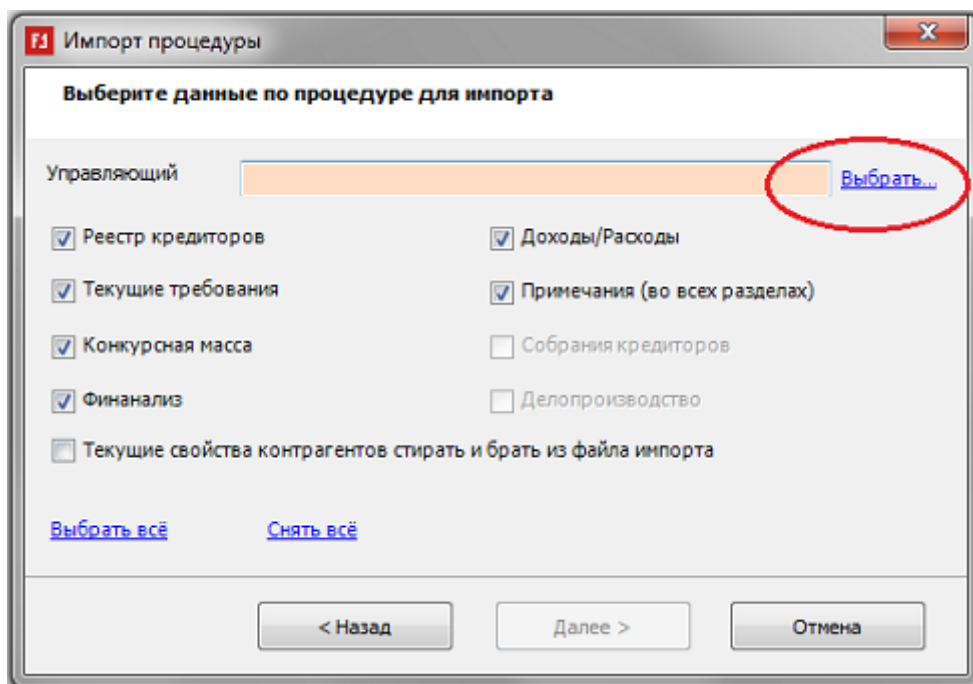 Импорт процедуры
Выберите данные по процедуре для импорта
Управляющий
Выбрать...
Реестр кредиторов
Доходы/Расходы
Текущие требования
Примечания (во всех разделах)
Конкурсная масса
Собрания кредиторов
Финанализ
Делопроизводство
Текущие свойства контрагентов стирать и брать из файла импорта
Выбрать всё
Снять всё
< Назад
Далее >
Отмена